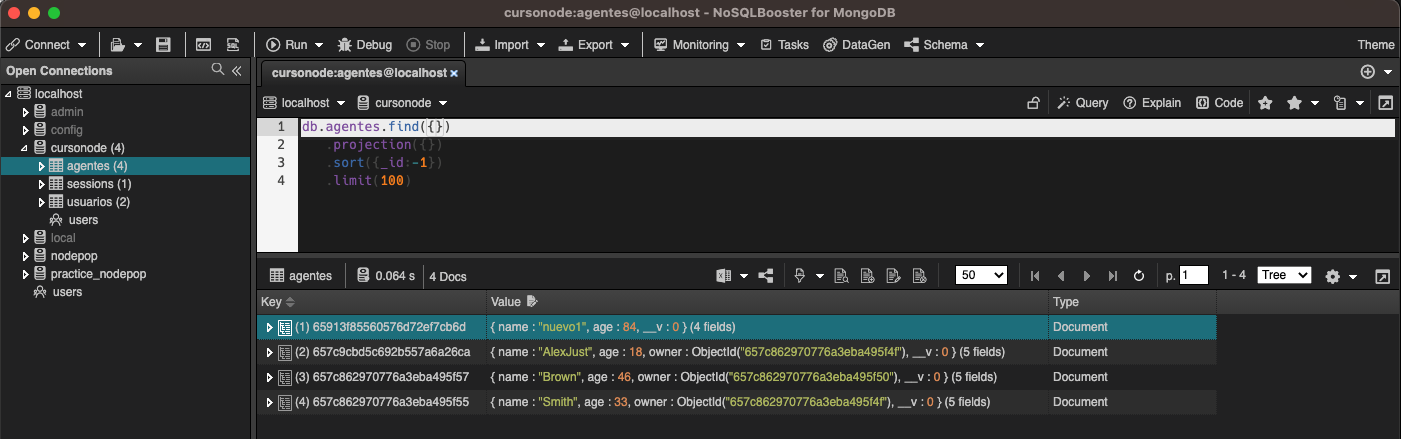 cursonode:agentes@localhost - NoSQLBooster for MongoDB
Connect Run Debug Stop Import Export Monitoring Tasks DataGen Schema Theme
Open Connections
localhost
admin
config
cursonode (4)
agentes (4)
sessions (1)
usuarios (2)
users
local
nodepop
practice_nodepop
users
cursonode:agentes@localhost ×
localhost cursonode Query Explain Code
1 db.agentes.find({})
2 .projection({})
3 .sort({_id:-1})
4 .limit(100)
agentes 0.064 s 4 Docs 50 p. 1 1 - 4 Tree
Key Value Type
(1) 65913f85560576d72ef7cb6d { name : "nuevo1", age : 84, __v : 0 } (4 fields) Document
(2) 657c9cbd5c692b557a6a26ca { name : "AlexJust", age : 18, owner : ObjectId("657c862970776a3eba495f4f"), __v : 0 } (5 fields) Document
(3) 657c862970776a3eba495f57 { name : "Brown", age : 46, owner : ObjectId("657c862970776a3eba495f50"), __v : 0 } (5 fields) Document
(4) 657c862970776a3eba495f55 { name : "Smith", age : 33, owner : ObjectId("657c862970776a3eba495f4f"), __v : 0 } (5 fields) Document